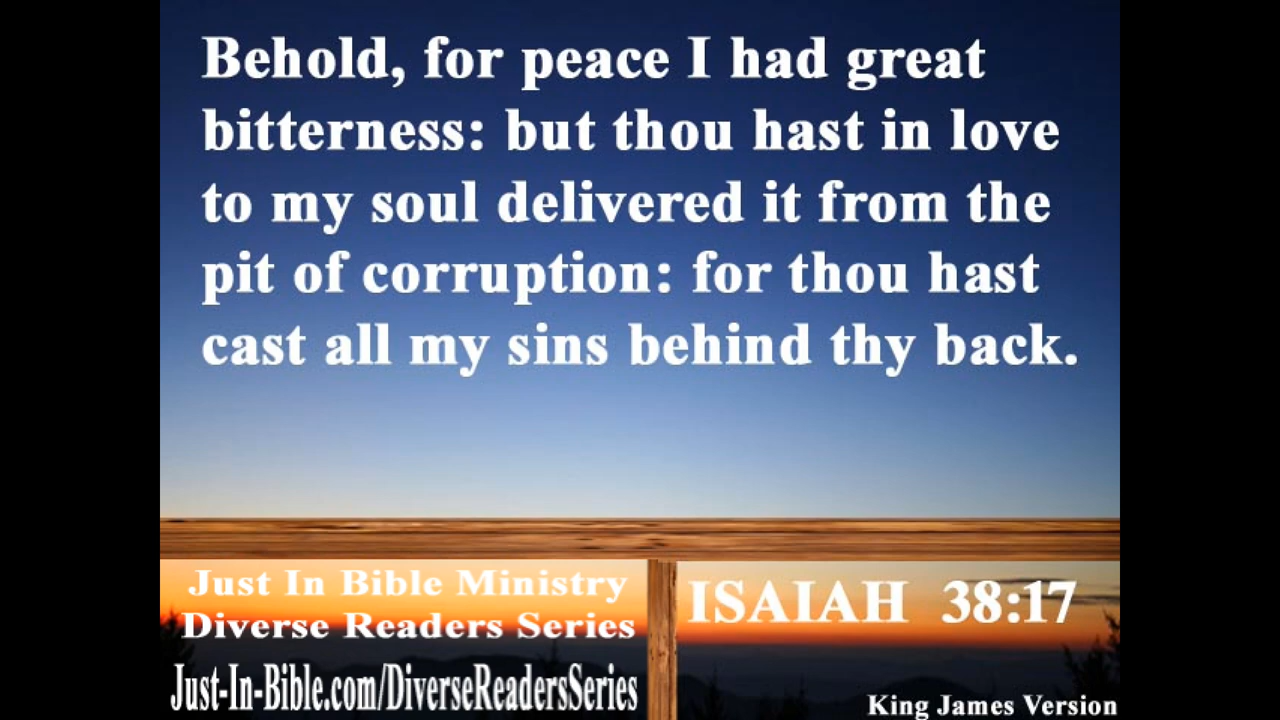 Behold, for peace I had great
bitterness: but thou hast in love
to my soul delivered it from the
pit of corruption: for thou hast
cast all my sins behind thy back.
Just In Bible Ministry
Diverse Readers Series
Just-In-Bible.com/DiverseReadersSeries
ISAIAH 38:17
King James Version